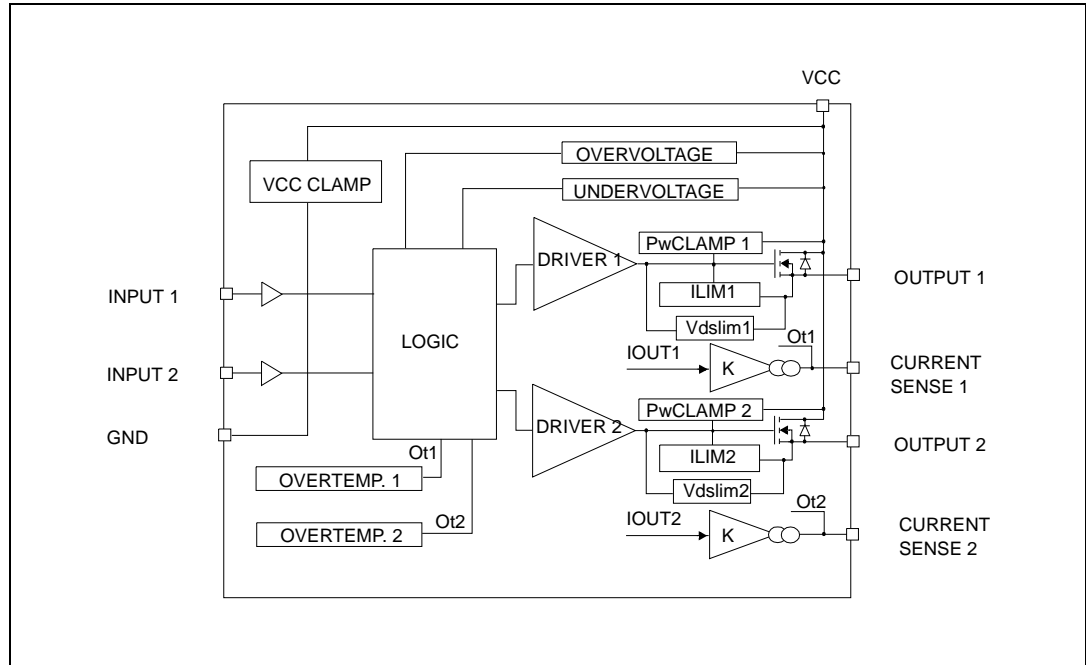 VCC
OVERVOLTAGE
VCC CLAMP
UNDERVOLTAGE
PwCLAMP 1
DRIVER 1
OUTPUT 1
INPUT 1
ILIM1
LOGIC
Vdslim1
Ot1
IOUT1
K
CURRENT
SENSE 1
INPUT 2
PwCLAMP 2
DRIVER 2
GND
OUTPUT 2
Ot1
ILIM2
OVERTEMP. 1
Vdslim2
Ot2
Ot2
IOUT2
OVERTEMP. 2
K
CURRENT
SENSE 2